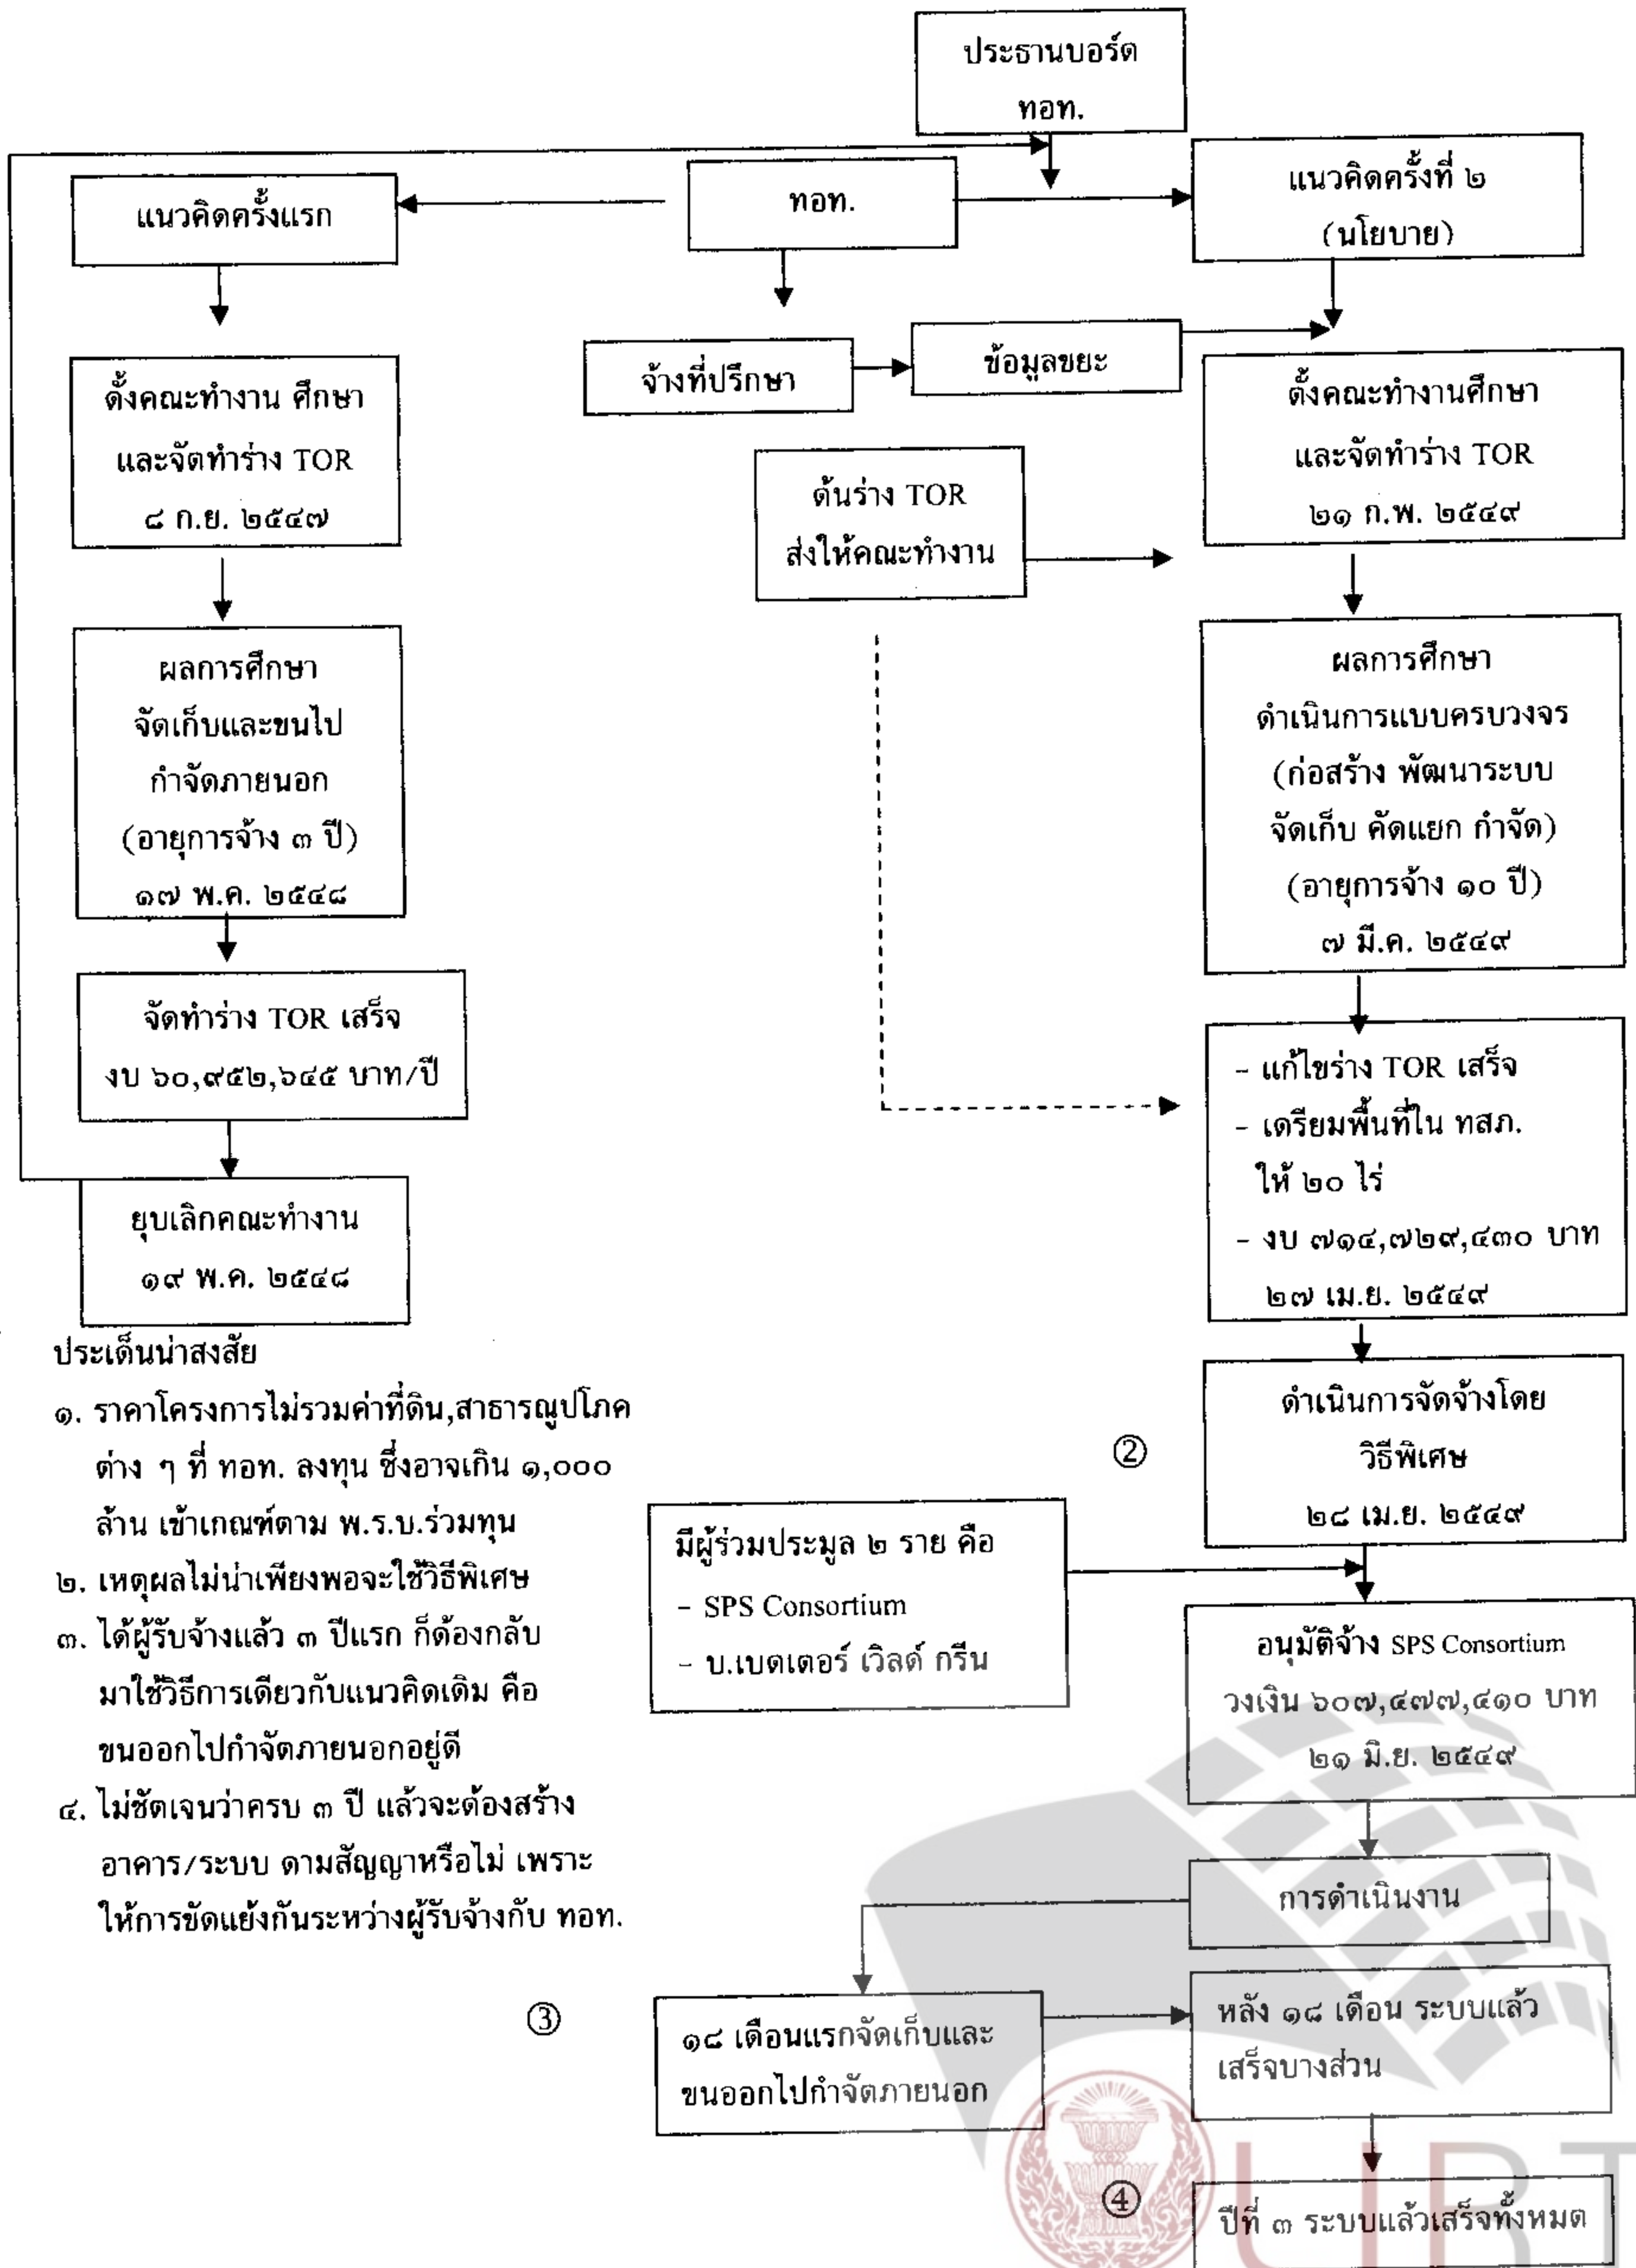 ประธานบอร์ด
ทอท.
ทอท.
แนวคิดครั้งแรก
ตั้งคณะทำงาน ศึกษา
และจัดทำร่าง TOR
๘ ก.ย. ๒๕๔๗
ผลการศึกษา
จัดเก็บและขนไป
กำจัดภายนอก
(อายุการจ้าง ๓ ปี)
๑๗ พ.ค. ๒๕๔๘
จัดทำร่าง TOR เสร็จ
งบ ๖๐,๙๕๒,๖๔๕ บาท/ปี
ยุบเลิกคณะทำงาน
๑๙ พ.ค. ๒๕๔๘
จ้างที่ปรึกษา
ข้อมูลขยะ
ต้นร่าง TOR
ส่งให้คณะทำงาน
แนวคิดครั้งที่ ๒
(นโยบาย)
ตั้งคณะทำงานศึกษา
และจัดทำร่าง TOR
๒๑ ก.พ. ๒๕๔๙
ผลการศึกษา
ดำเนินการแบบครบวงจร
(ก่อสร้าง พัฒนาระบบ
จัดเก็บ คัดแยก กำจัด)
(อายุการจ้าง ๑๐ ปี)
๗ มี.ค. ๒๕๔๙
- แก้ไขร่าง TOR เสร็จ
- เตรียมพื้นที่ใน ทสภ.
ให้ ๒๐ ไร่
- งบ ๗๑๔,๗๒๙,๔๓๐ บาท
๒๗ เม.ย. ๒๕๔๙
ประเด็นน่าสงสัย
๑. ราคาโครงการไม่รวมค่าที่ดิน,สาธารณูปโภค
ต่าง ๆ ที่ ทอท. ลงทุน ซึ่งอาจเกิน ๑,๐๐๐
ล้าน เข้าเกณฑ์ตาม พ.ร.บ.ร่วมทุน
๒. เหตุผลไม่น่าเพียงพอจะใช้วิธีพิเศษ
๓. ได้ผู้รับจ้างแล้ว ๓ ปีแรก ก็ต้องกลับ
มาใช้วิธีการเดียวกับแนวคิดเดิม คือ
ขนออกไปกำจัดภายนอกอยู่ดี
๔. ไม่ชัดเจนว่าครบ ๓ ปี แล้วจะต้องสร้าง
อาคาร/ระบบ ตามสัญญาหรือไม่ เพราะ
ให้การขัดแย้งกันระหว่างผู้รับจ้างกับ ทอท.
②
ดำเนินการจัดจ้างโดย
วิธีพิเศษ
๒๘ เม.ย. ๒๕๔๙
มีผู้ร่วมประมูล ๒ ราย คือ
- SPS Consortium
- บ.เบตเตอร์ เวิลด์ กรีน
อนุมัติจ้าง SPS Consortium
วงเงิน ๖๐๗,๔๗๗,๔๑๐ บาท
๒๑ มิ.ย. ๒๕๔๙
การดำเนินงาน
③
๑๘ เดือนแรกจัดเก็บและ
ขนออกไปกำจัดภายนอก
หลัง ๑๘ เดือน ระบบแล้ว
เสร็จบางส่วน
④
ปีที่ ๓ ระบบแล้วเสร็จทั้งหมด